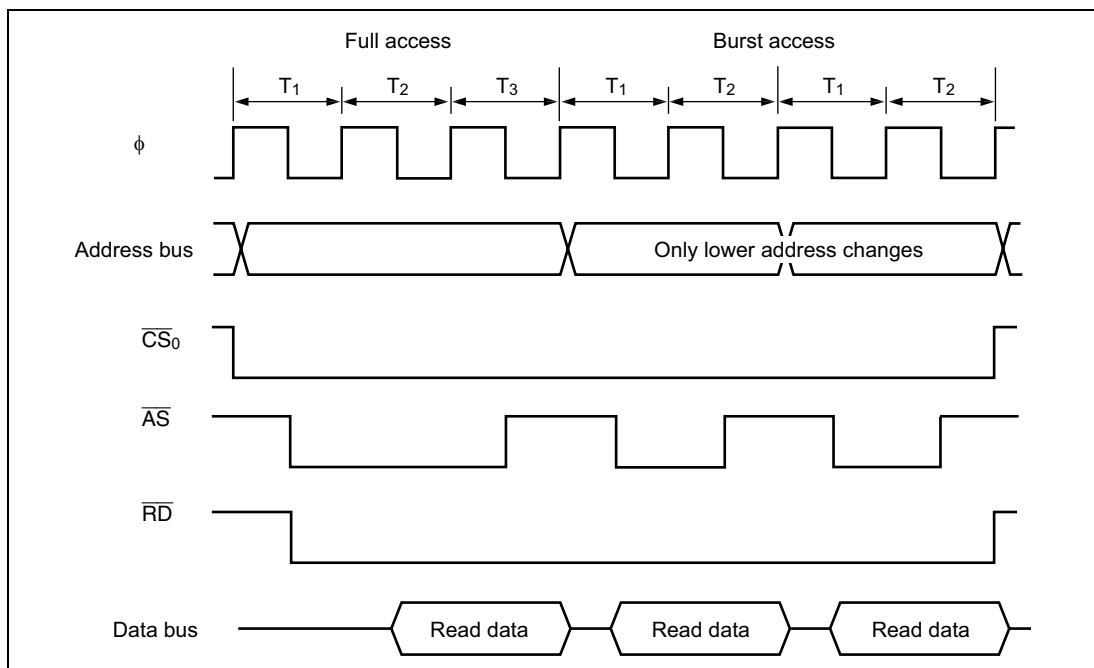 Full access Burst access
T1 T2 T3 T1 T2 T1 T2
ϕ
Address bus Only lower address changes
CS0
AS
RD
Data bus Read data Read data Read data